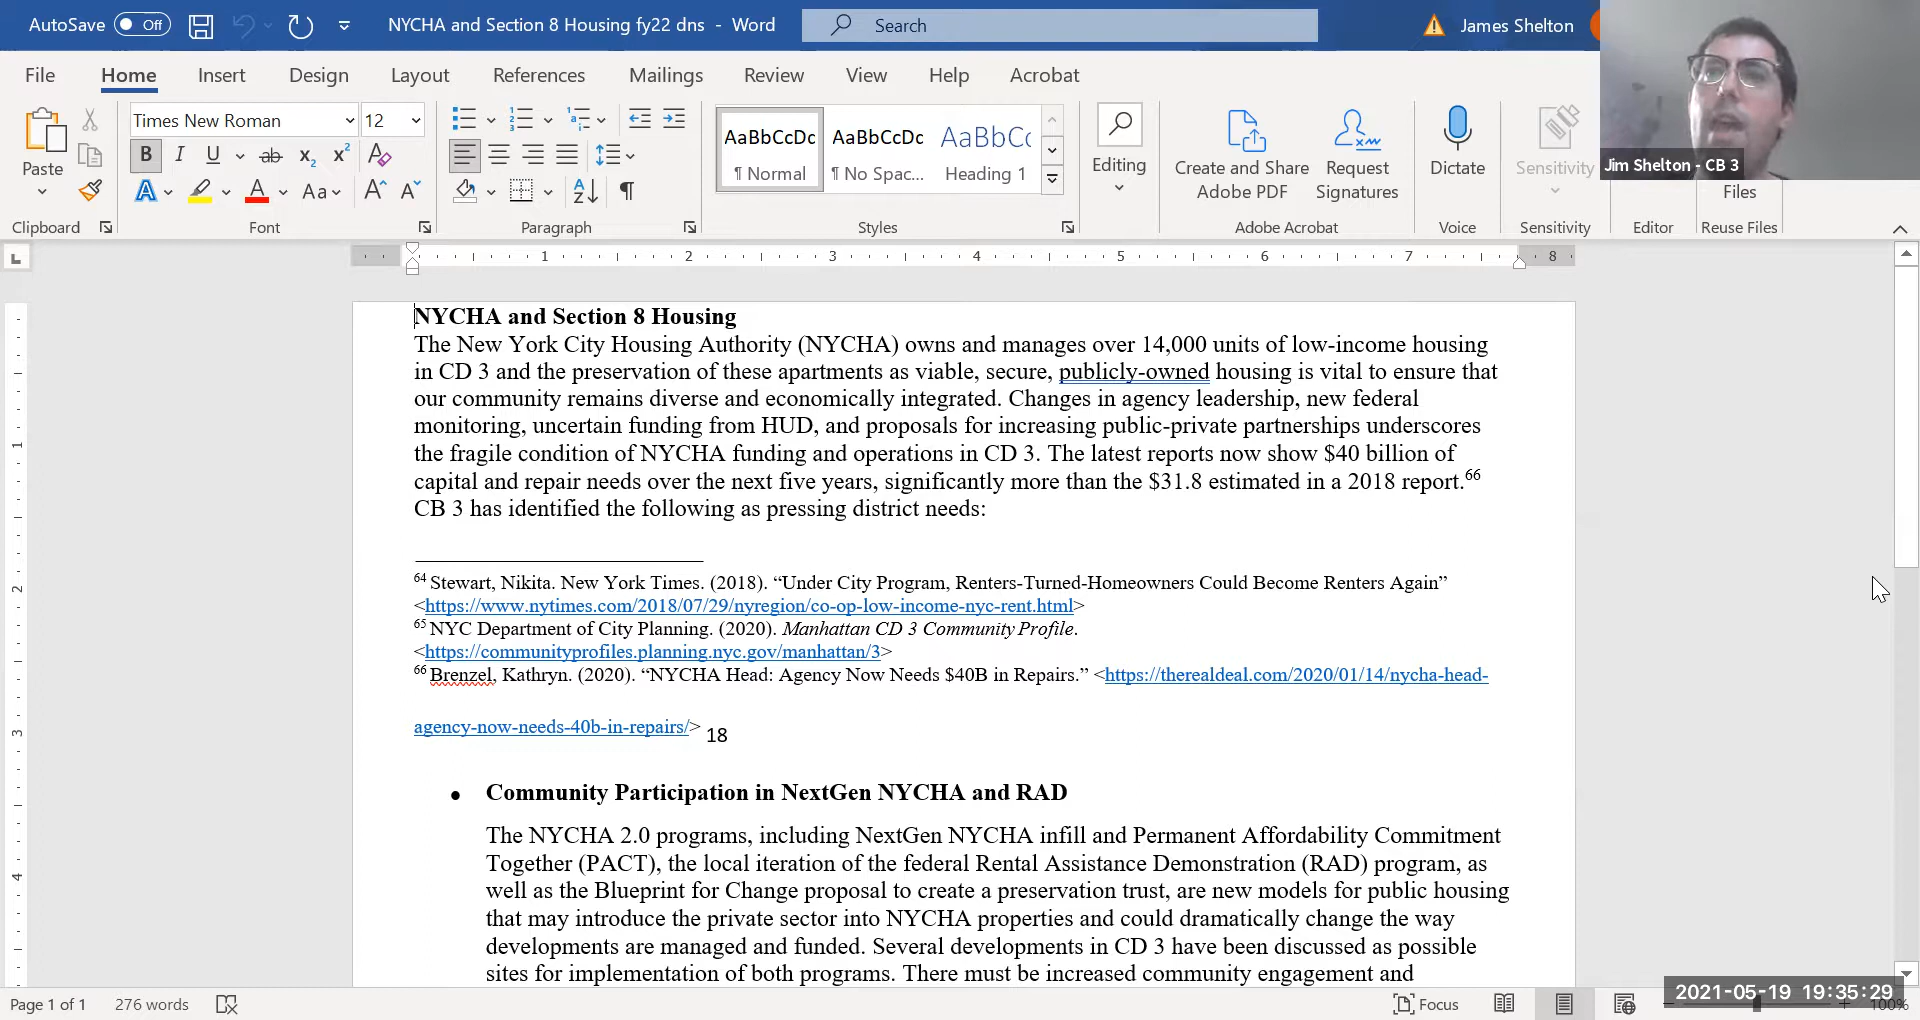 AutoSave Off NYCHA and Section 8 Housing fy22 dns - Word Search James Shelton
File Home Insert Design Layout References Mailings Review View Help Acrobat
Jim Shelton - CB 3
Paste
Times New Roman 12
AaBbCcDc AaBbCcDc AaBbCc
¶ Normal ¶ No Spac... Heading 1
Editing
Create and Share Adobe PDF
Request Signatures
Dictate
Sensitivity
Files
Clipboard Font Paragraph Styles Adobe Acrobat Voice Sensitivity Editor Reuse Files
1 2 3 4 5 6 7 8
NYCHA and Section 8 Housing
The New York City Housing Authority (NYCHA) owns and manages over 14,000 units of low-income housing
in CD 3 and the preservation of these apartments as viable, secure, publicly-owned housing is vital to ensure that
our community remains diverse and economically integrated. Changes in agency leadership, new federal
monitoring, uncertain funding from HUD, and proposals for increasing public-private partnerships underscores
the fragile condition of NYCHA funding and operations in CD 3. The latest reports now show $40 billion of
capital and repair needs over the next five years, significantly more than the $31.8 estimated in a 2018 report.66
CB 3 has identified the following as pressing district needs:
64 Stewart, Nikita. New York Times. (2018). “Under City Program, Renters-Turned-Homeowners Could Become Renters Again”
<https://www.nytimes.com/2018/07/29/nyregion/co-op-low-income-nyc-rent.html>
65 NYC Department of City Planning. (2020). Manhattan CD 3 Community Profile.
<https://communityprofiles.planning.nyc.gov/manhattan/3>
66 Brenzel, Kathryn. (2020). “NYCHA Head: Agency Now Needs $40B in Repairs.” <https://therealdeal.com/2020/01/14/nycha-head-
agency-now-needs-40b-in-repairs/> 18
• Community Participation in NextGen NYCHA and RAD
The NYCHA 2.0 programs, including NextGen NYCHA infill and Permanent Affordability Commitment
Together (PACT), the local iteration of the federal Rental Assistance Demonstration (RAD) program, as
well as the Blueprint for Change proposal to create a preservation trust, are new models for public housing
that may introduce the private sector into NYCHA properties and could dramatically change the way
developments are managed and funded. Several developments in CD 3 have been discussed as possible
sites for implementation of both programs. There must be increased community engagement and
Page 1 of 1 276 words Focus 100%
2021-05-19 19:35:29